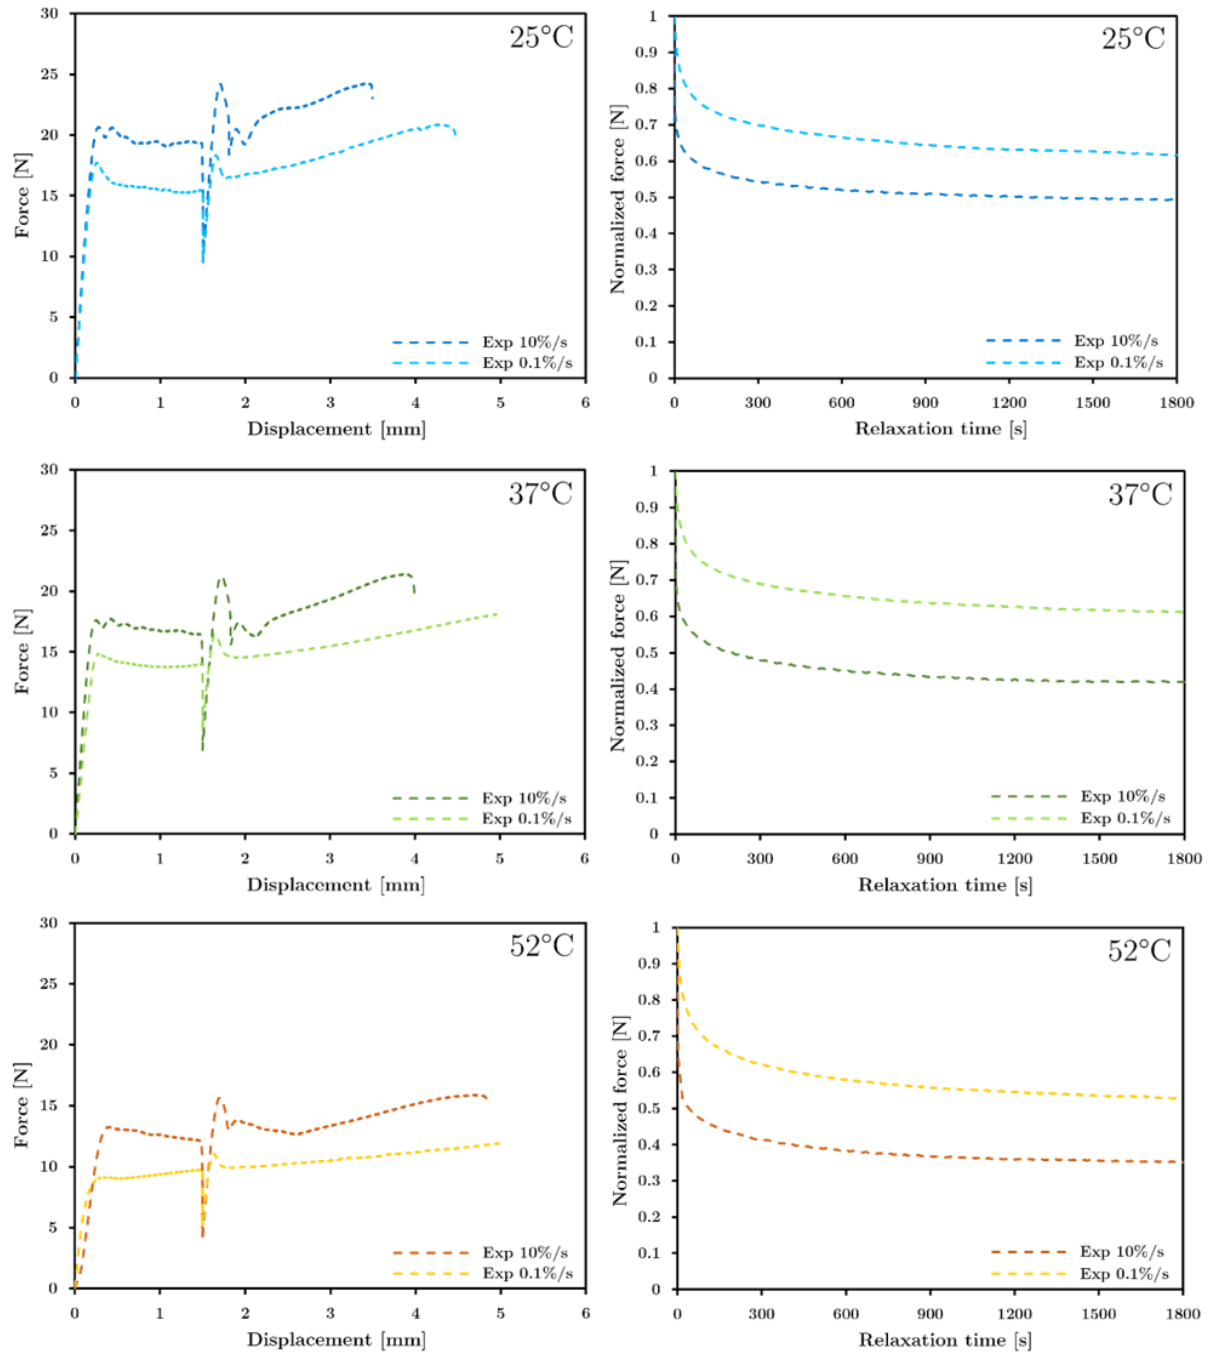 30
25°C
25
20
15
10
5
0
Force [N]
Exp 10%/s
Exp 0.1%/s
0 1 2 3 4 5 6
Displacement [mm]
1
25°C
0.9
0.8
0.7
0.6
0.5
0.4
0.3
0.2
0.1
0
Normalized force [N]
Exp 10%/s
Exp 0.1%/s
0 300 600 900 1200 1500 1800
Relaxation time [s]
30
37°C
25
20
15
10
5
0
Force [N]
Exp 10%/s
Exp 0.1%/s
0 1 2 3 4 5 6
Displacement [mm]
1
37°C
0.9
0.8
0.7
0.6
0.5
0.4
0.3
0.2
0.1
0
Normalized force [N]
Exp 10%/s
Exp 0.1%/s
0 300 600 900 1200 1500 1800
Relaxation time [s]
30
52°C
25
20
15
10
5
0
Force [N]
Exp 10%/s
Exp 0.1%/s
0 1 2 3 4 5 6
Displacement [mm]
1
52°C
0.9
0.8
0.7
0.6
0.5
0.4
0.3
0.2
0.1
0
Normalized force [N]
Exp 10%/s
Exp 0.1%/s
0 300 600 900 1200 1500 1800
Relaxation time [s]